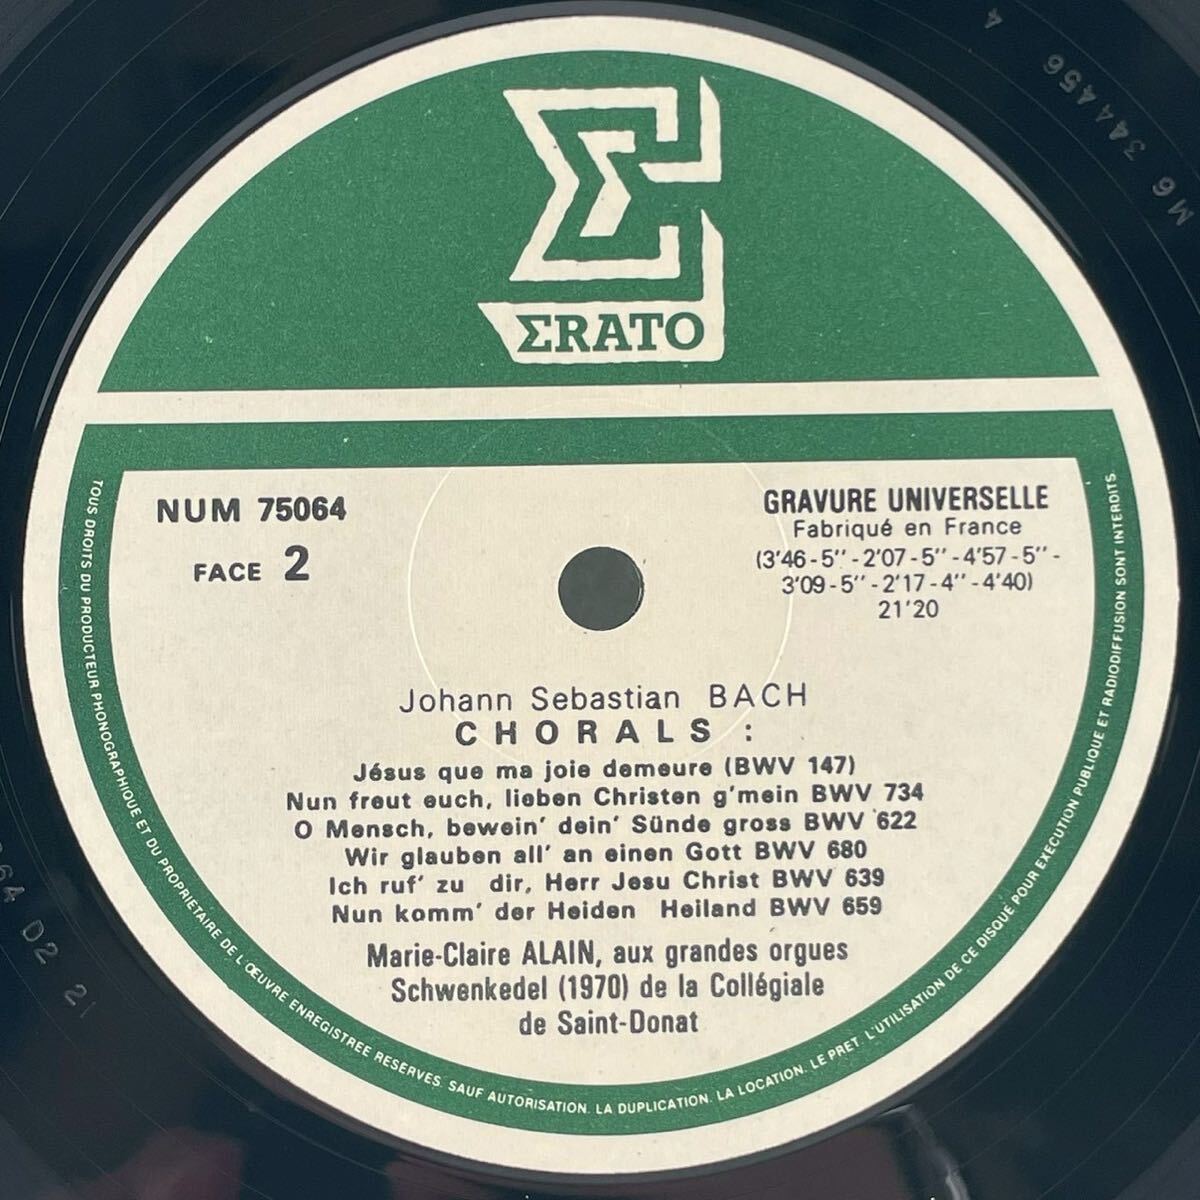 ΣRATO
NUM 75064
FACE 2
GRAVURE UNIVERSELLE
Fabriqué en France
(3'46-5''-2'07-5''-4'57-5''-
3'09-5''-2'17-4''-4'40)
21'20
Johann Sebastian BACH
CHORALS :
Jésus que ma joie demeure (BWV 147)
Nun freut euch, lieben Christen g'mein BWV 734
O Mensch, bewein' dein' Sünde gross BWV 622
Wir glauben all' an einen Gott BWV 680
Ich ruf' zu dir, Herr Jesu Christ BWV 639
Nun komm' der Heiden Heiland BWV 659
Marie-Claire ALAIN, aux grandes orgues
Schwenkedel (1970) de la Collégiale
de Saint-Donat
TOUS DROITS DU PRODUCTEUR PHONOGRAPHIQUE ET DU PROPRIETAIRE DE L'ŒUVRE ENREGISTREE RESERVES. SAUF AUTORISATION. LA DUPLICATION. LA LOCATION. LE PRET. L'UTILISATION DE CE DISQUE POUR EXECUTION PUBLIQUE ET RADIODIFFUSION SONT INTERDITS.
M6 344456 4
64 D2 21